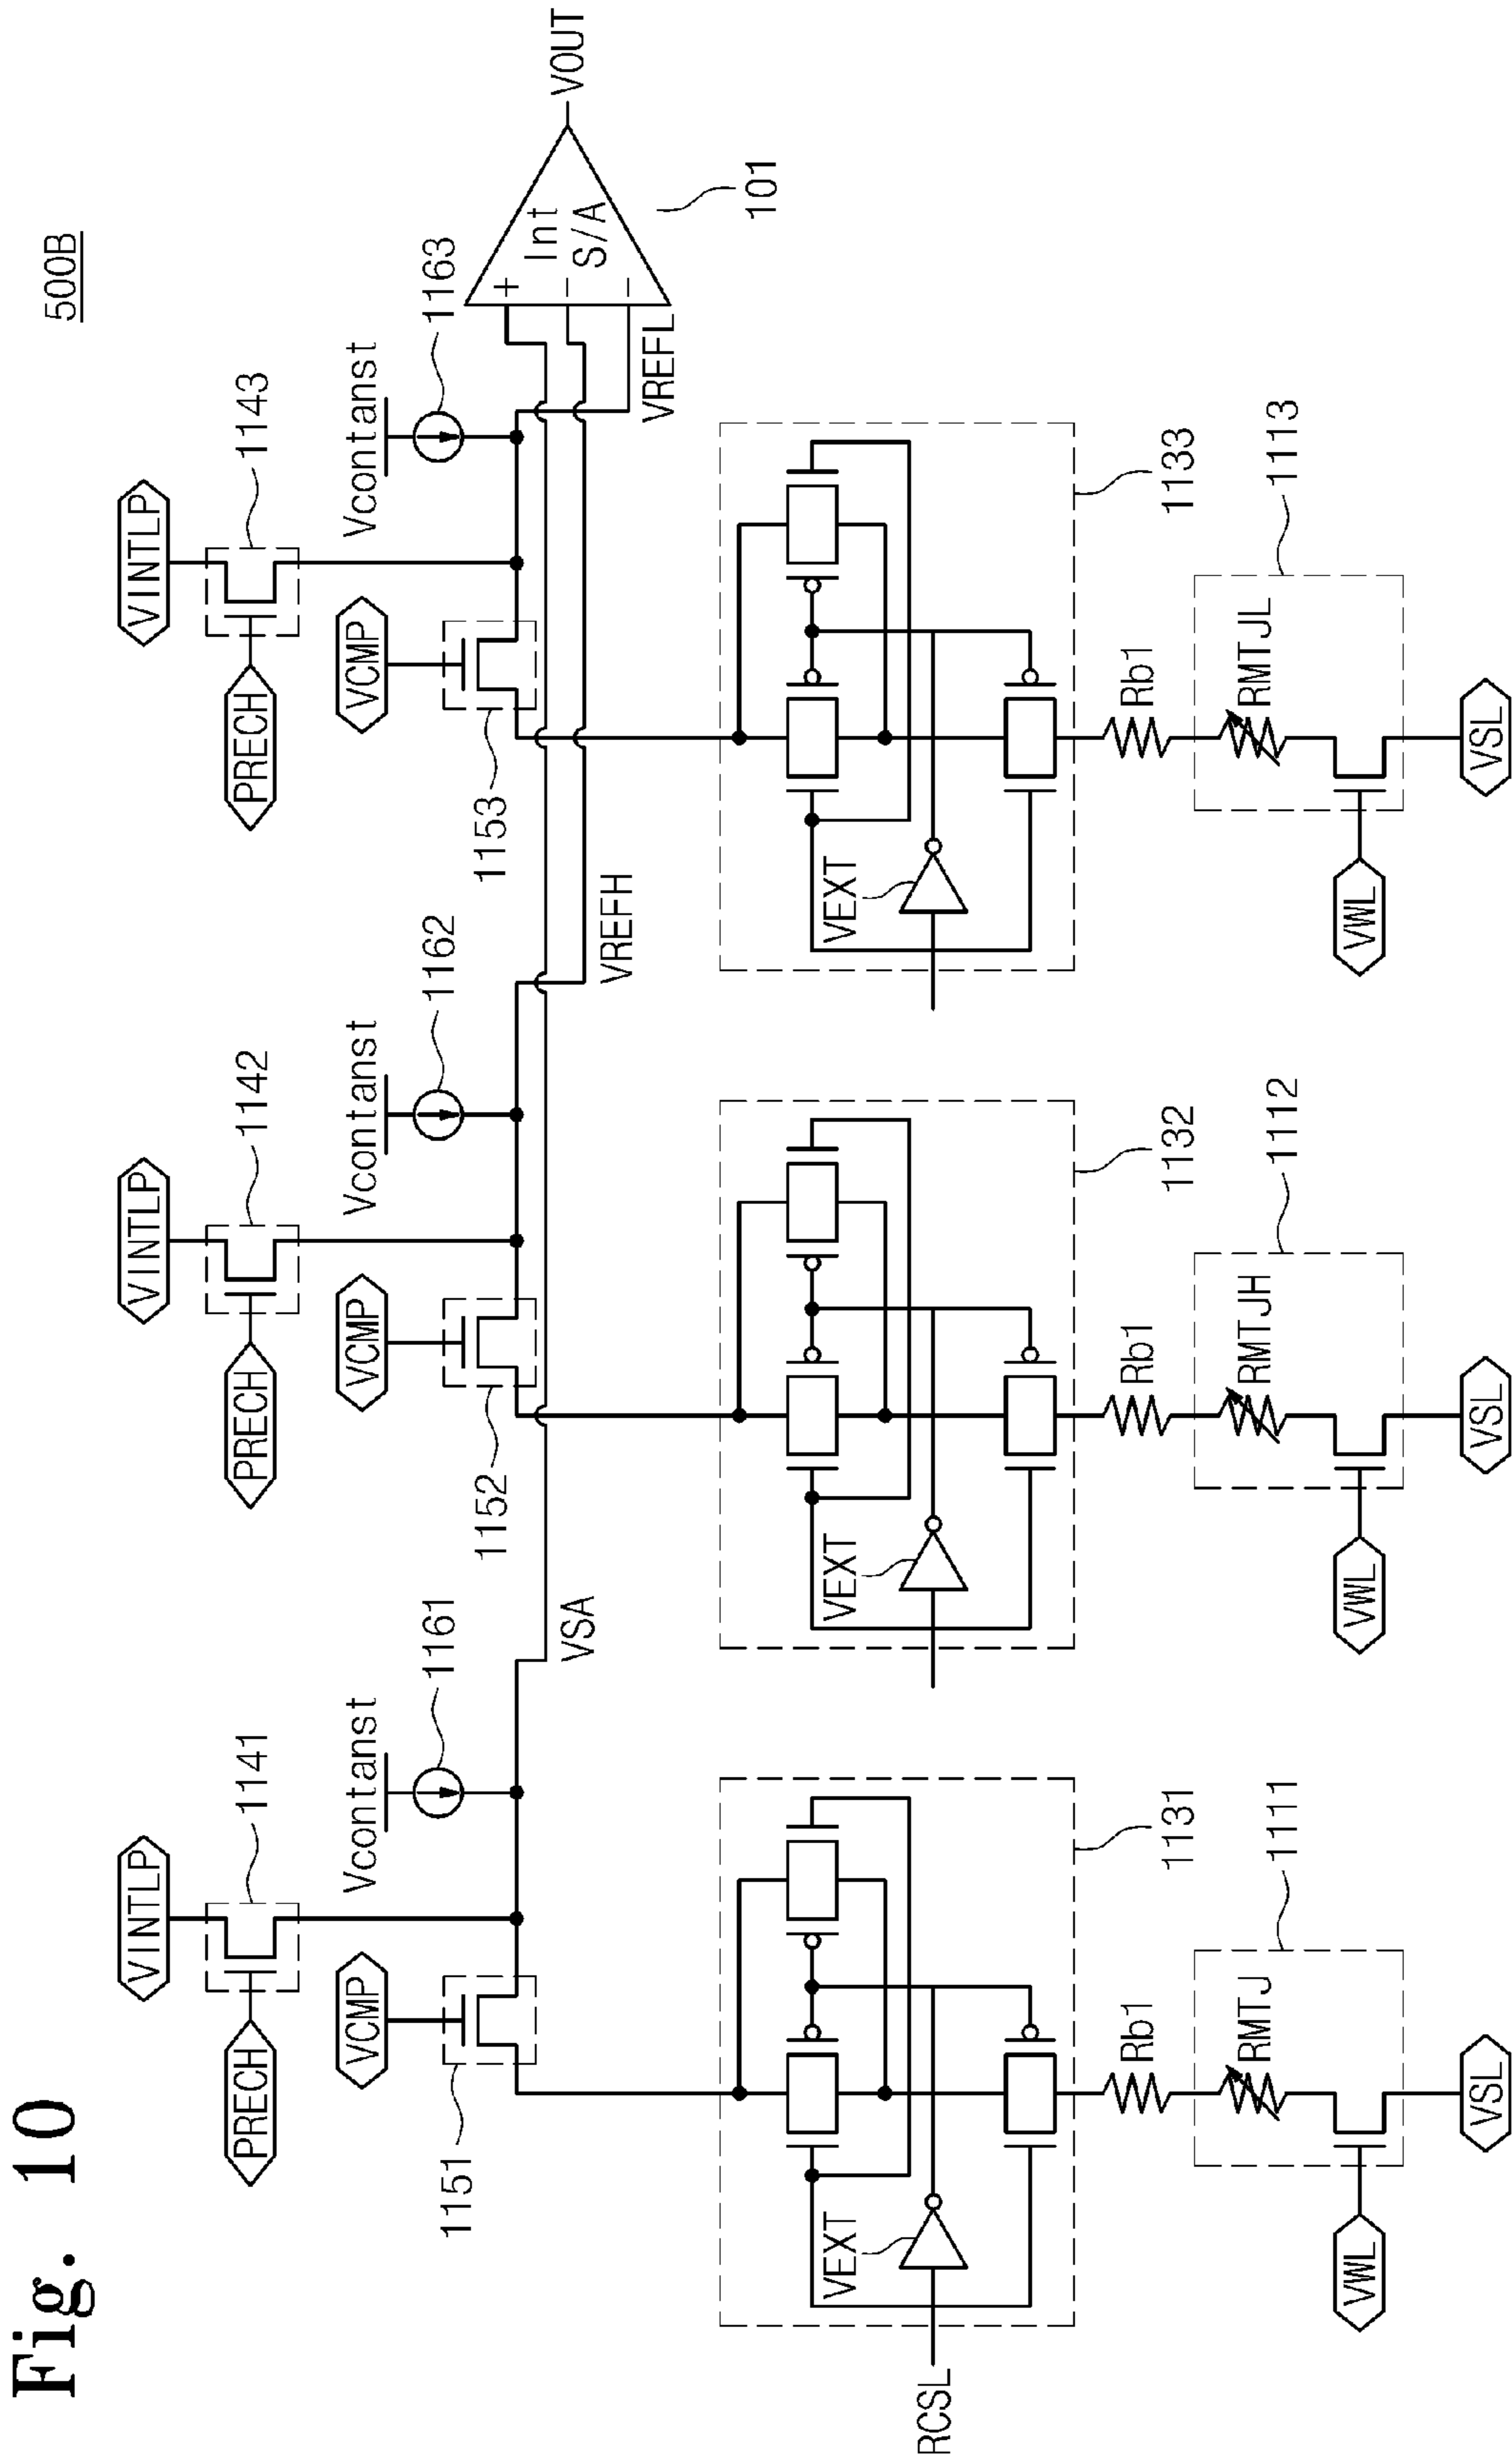 Fig. 10
500B
VINTLP
1141
VINTLP
1142
VINTLP
1143
PRECH
PRECH
PRECH
Vcontanst
1161
Vcontanst
1162
Vcontanst
1163
VCMP
VCMP
VCMP
1151
1152
1153
VSA
VREFH
VREFL
+
−
−
Int
S/A
VOUT
101
VEXT
VEXT
VEXT
RCSL
1131
1132
1133
Rb1
Rb1
Rb1
RMTJ
1111
RMTJH
1112
RMTJL
1113
VWL
VWL
VWL
VSL
VSL
VSL